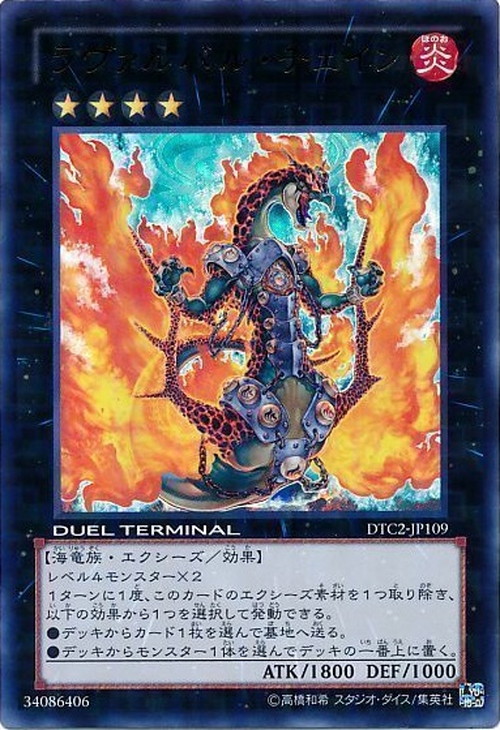 ラヴァルバル・チェイン
ほのお
炎
DUEL TERMINAL
DTC2-JP109
【海竜族・エクシーズ/効果】
レベル4モンスター×2
1ターンに1度、このカードのエクシーズ素材を1つ取り除き、
以下の効果から1つを選択して発動できる。
●デッキからカード1枚を選んで墓地へ送る。
●デッキからモンスター1体を選んでデッキの一番上に置く。
ATK/1800 DEF/1000
34086406
©高橋和希 スタジオ・ダイス/集英社